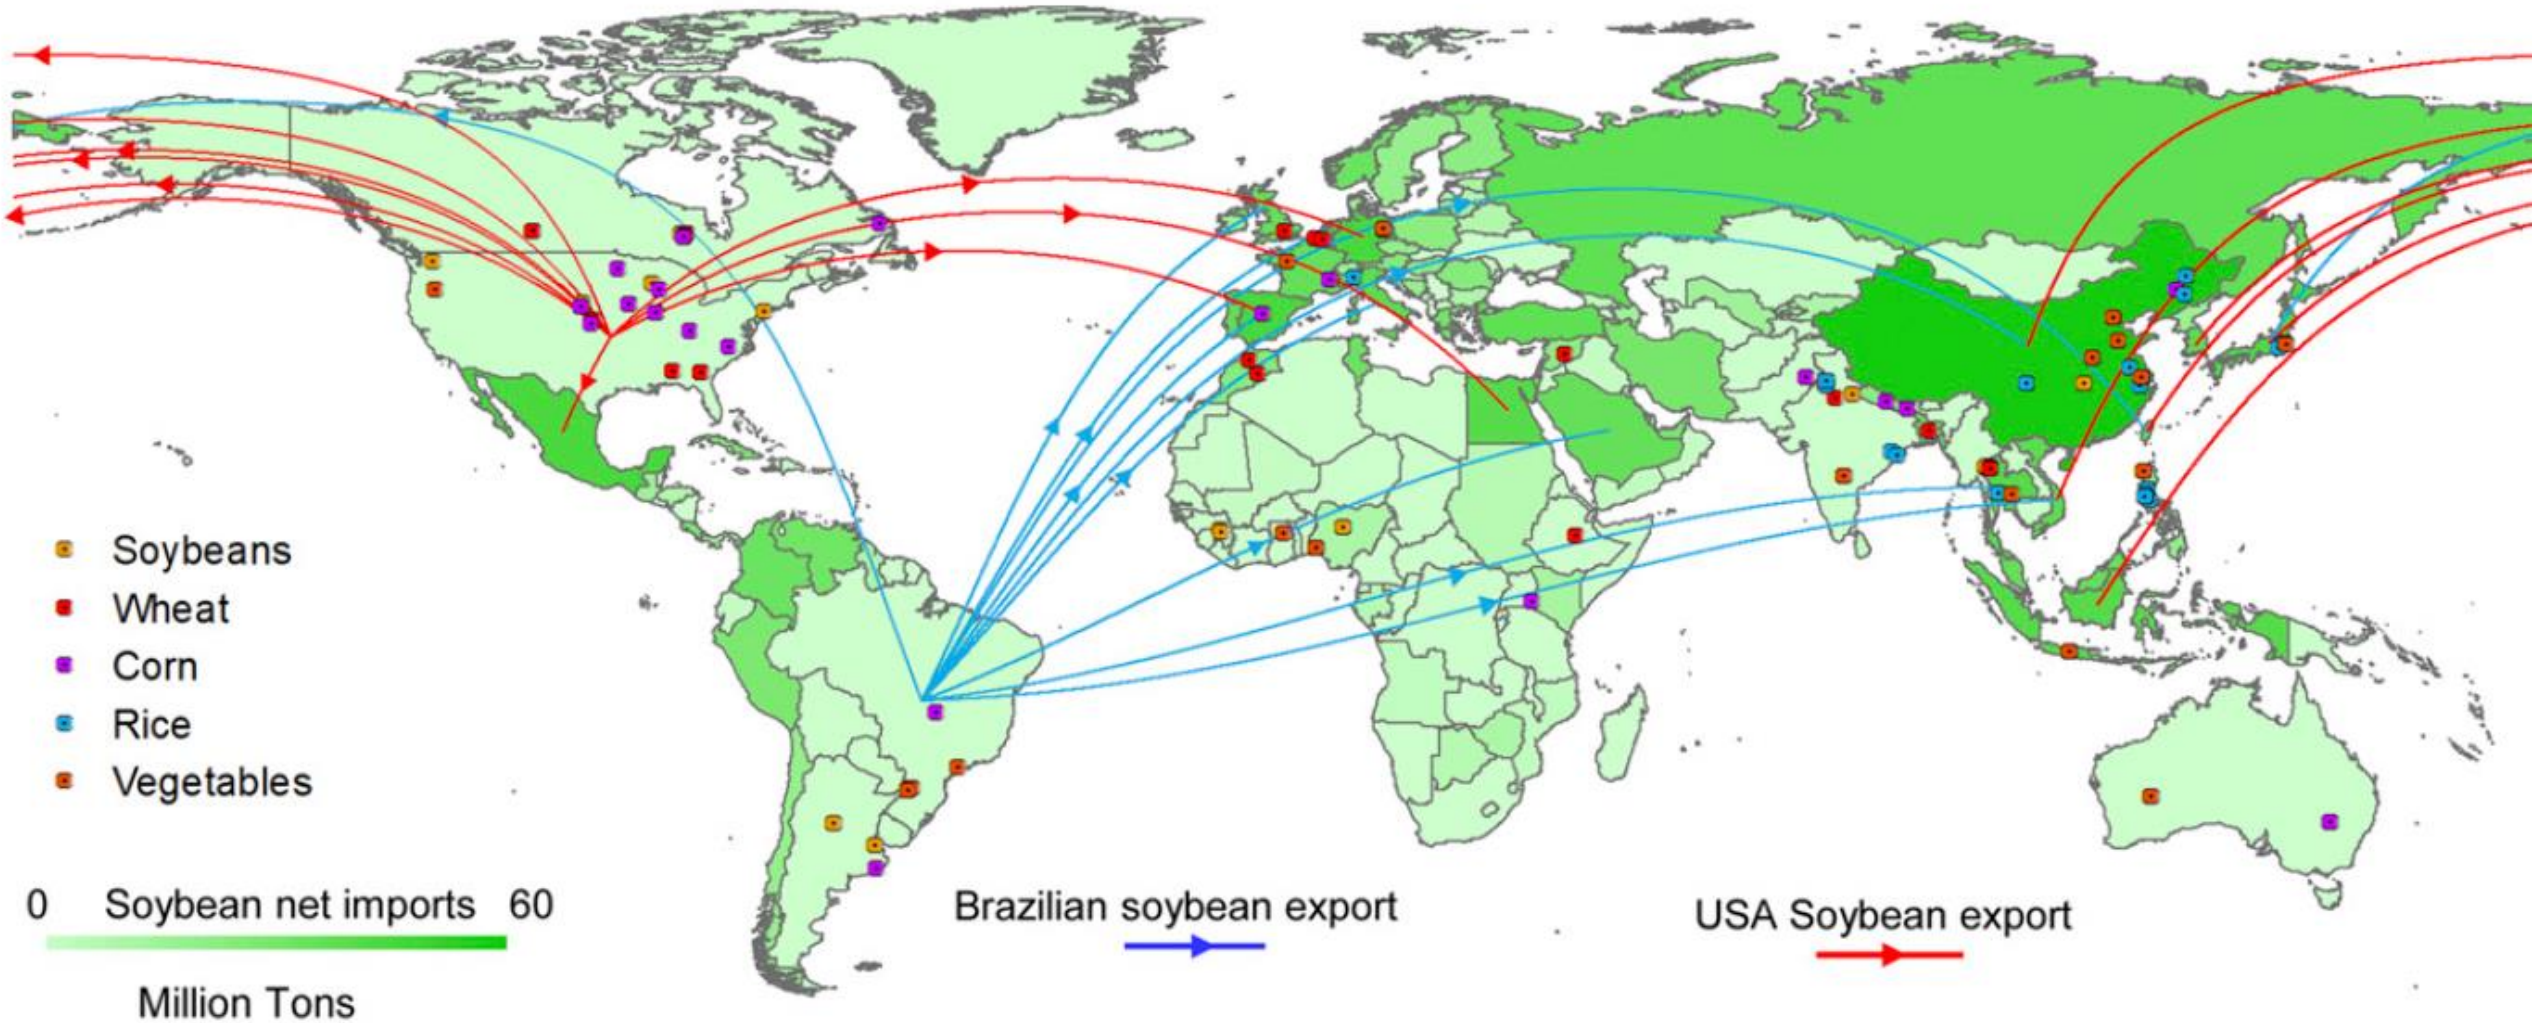 Soybeans
Wheat
Corn
Rice
Vegetables
0 Soybean net imports 60
Million Tons
Brazilian soybean export
USA Soybean export